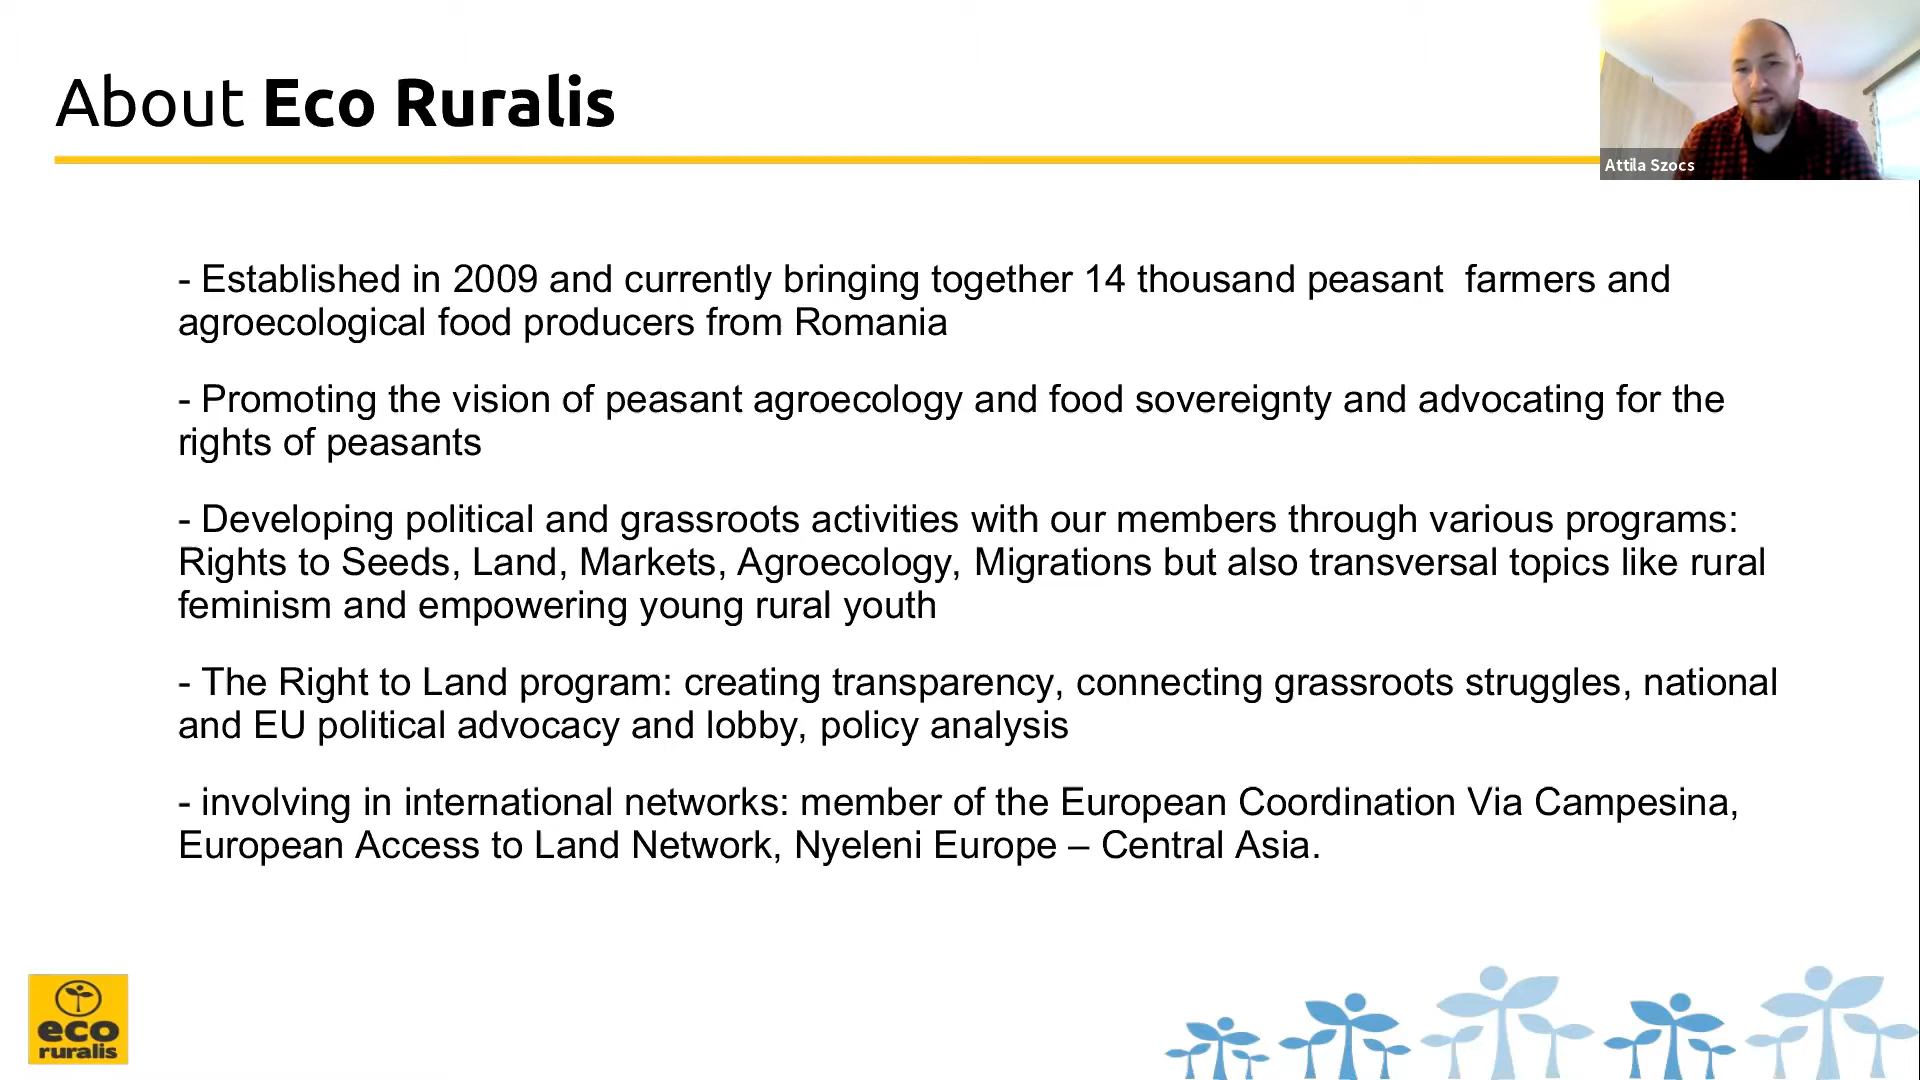 About Eco Ruralis
Attila Szocs
- Established in 2009 and currently bringing together 14 thousand peasant  farmers and
agroecological food producers from Romania
- Promoting the vision of peasant agroecology and food sovereignty and advocating for the
rights of peasants
- Developing political and grassroots activities with our members through various programs:
Rights to Seeds, Land, Markets, Agroecology, Migrations but also transversal topics like rural
feminism and empowering young rural youth
- The Right to Land program: creating transparency, connecting grassroots struggles, national
and EU political advocacy and lobby, policy analysis
- involving in international networks: member of the European Coordination Via Campesina,
European Access to Land Network, Nyeleni Europe – Central Asia.
eco
ruralis